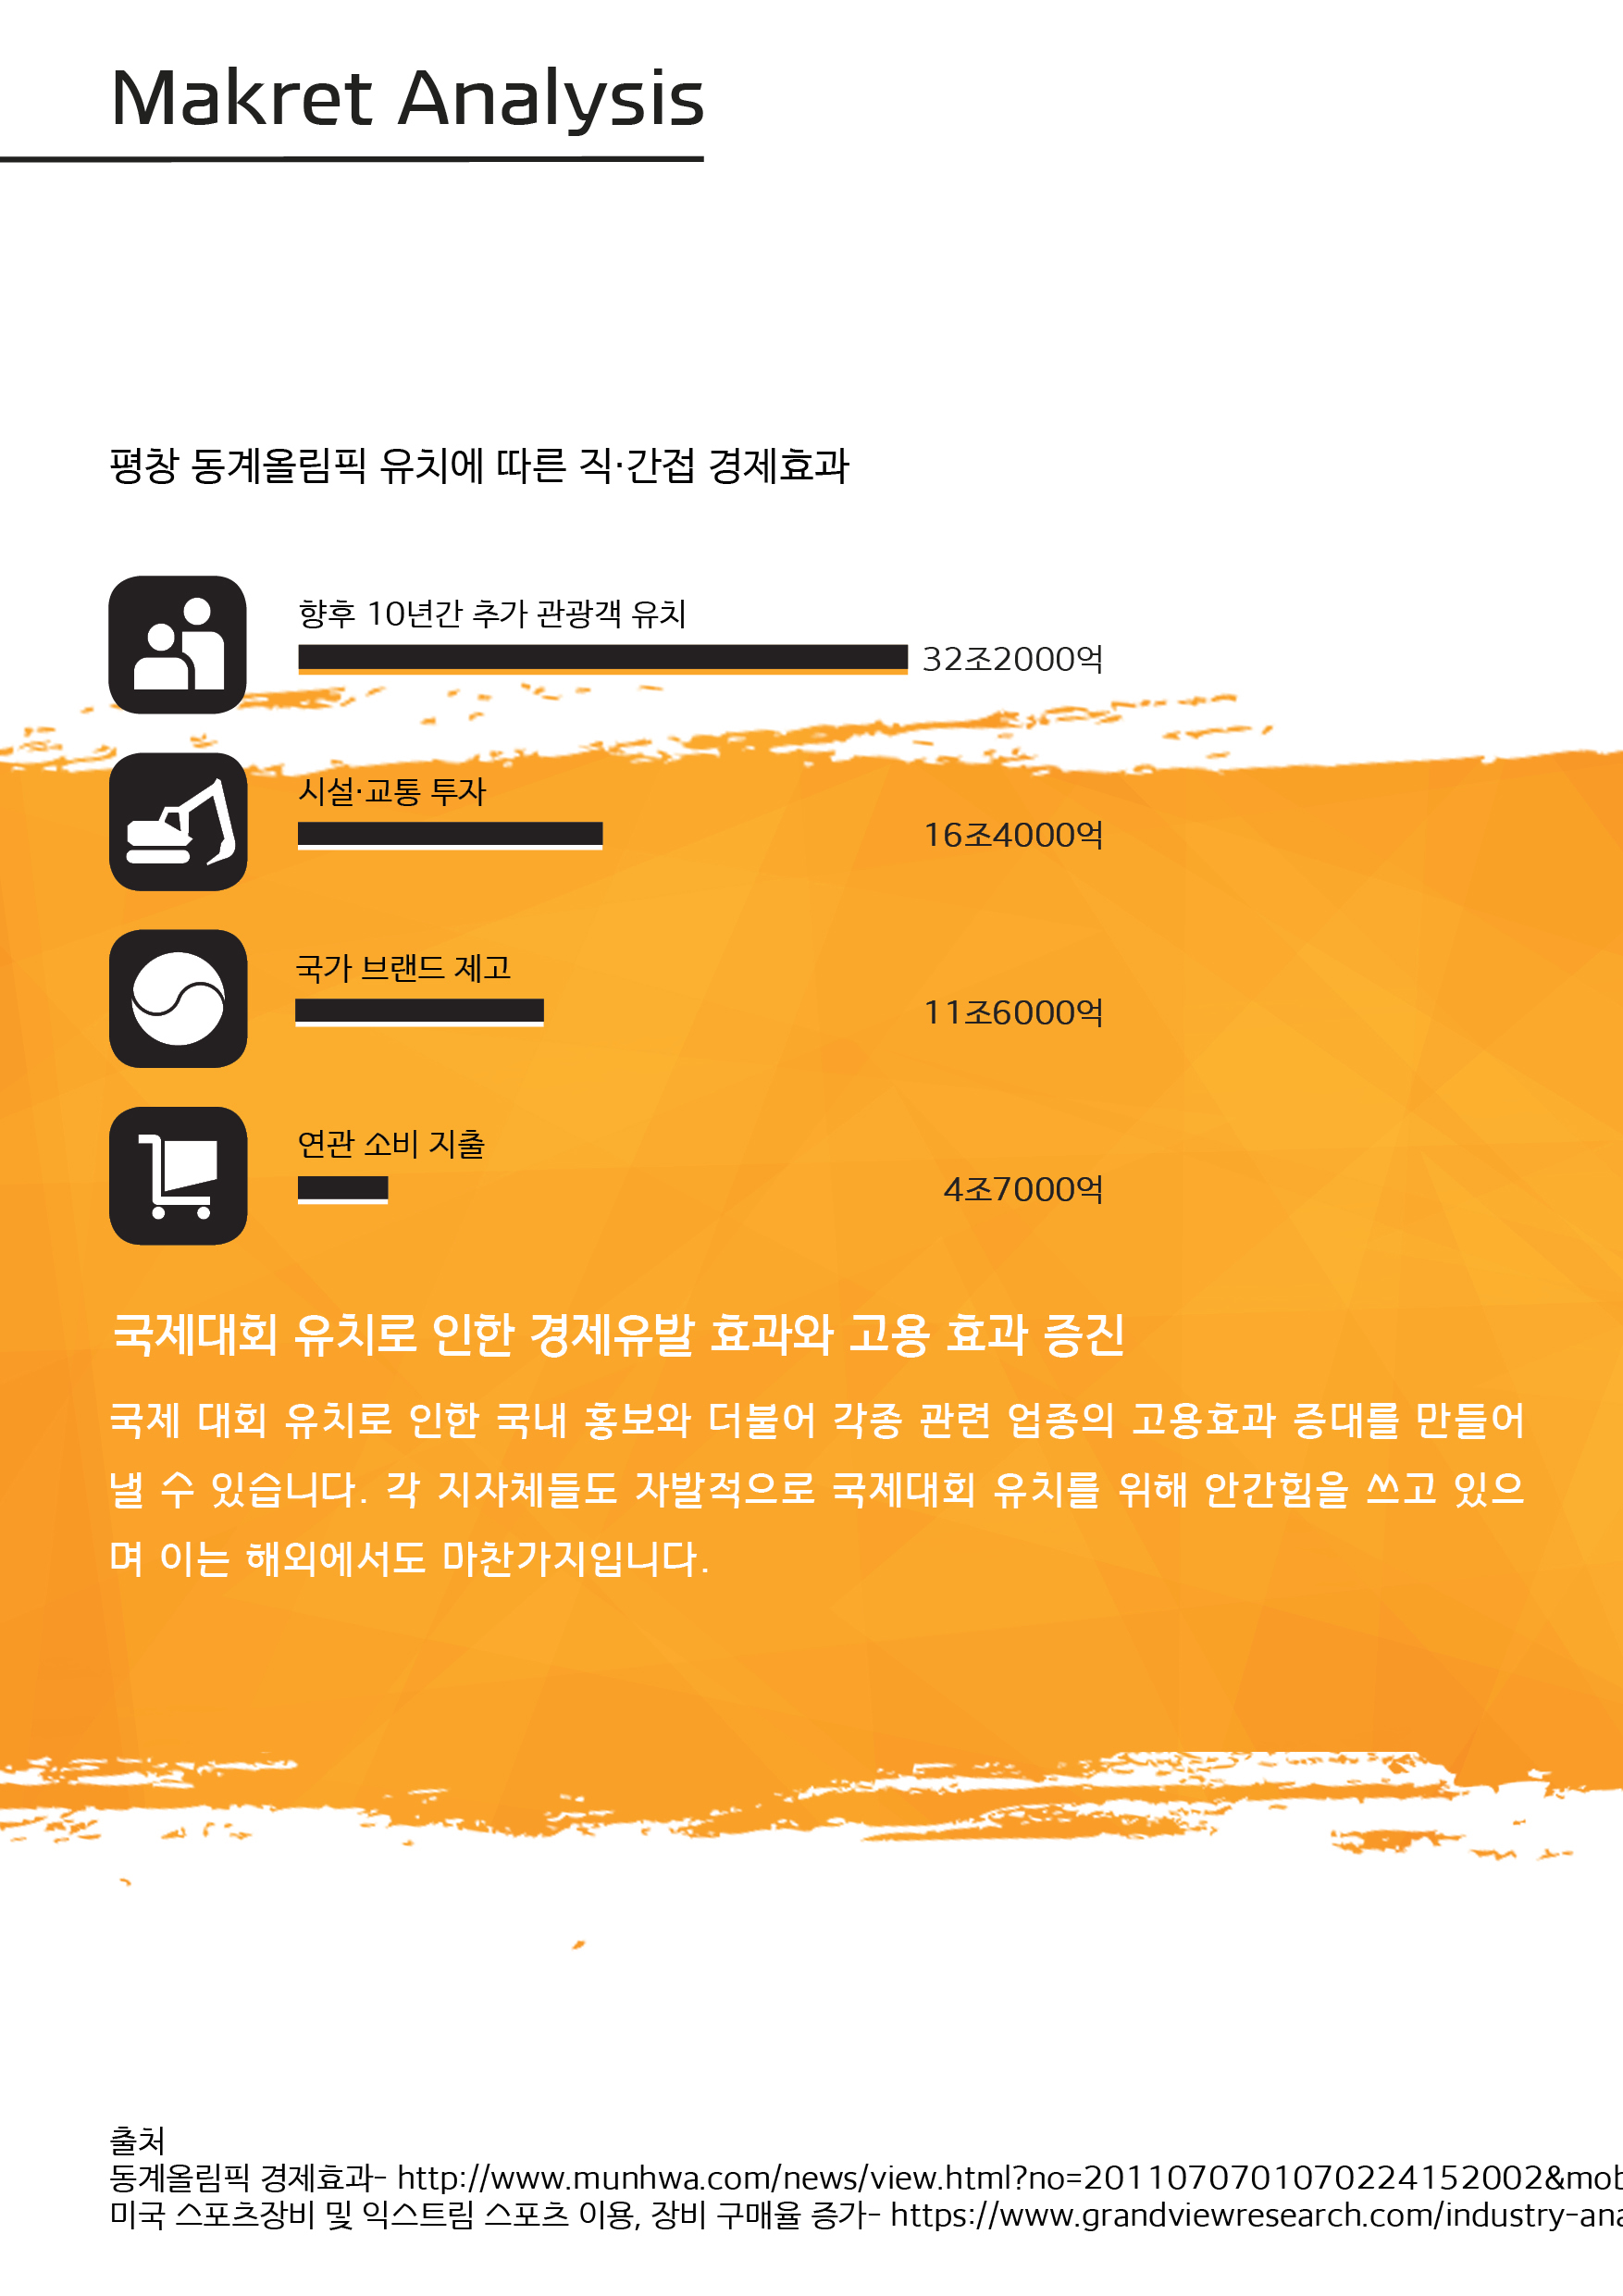 Makret Analysis
평창 동계올림픽 유치에 따른 직·간접 경제효과
향후 10년간 추가 관광객 유치
32조2000억
시설·교통 투자
16조4000억
국가 브랜드 제고
11조6000억
연관 소비 지출
4조7000억
국제대회 유치로 인한 경제유발 효과와 고용 효과 증진
국제 대회 유치로 인한 국내 홍보와 더불어 각종 관련 업종의 고용효과 증대를 만들어
낼 수 있습니다. 각 지자체들도 자발적으로 국제대회 유치를 위해 안간힘을 쓰고 있으
며 이는 해외에서도 마찬가지입니다.
출처
동계올림픽 경제효과- http://www.munhwa.com/news/view.html?no=20110707010702241​52002&mob
미국 스포츠장비 및 익스트림 스포츠 이용, 장비 구매율 증가- https://www.grandviewresearch.com/industry-ana